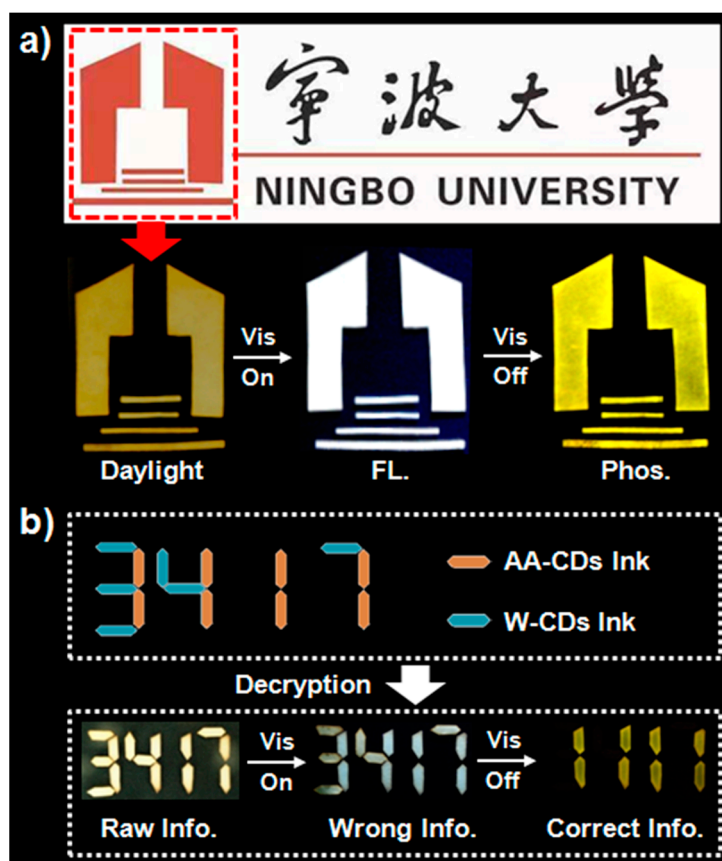 a)
寧波大學
NINGBO UNIVERSITY
Vis
On
Vis
Off
Daylight
FL.
Phos.
b)
3417
AA-CDs Ink
W-CDs Ink
Decryption
3417
Vis
On
3417
Vis
Off
1111
Raw Info.
Wrong Info.
Correct Info.